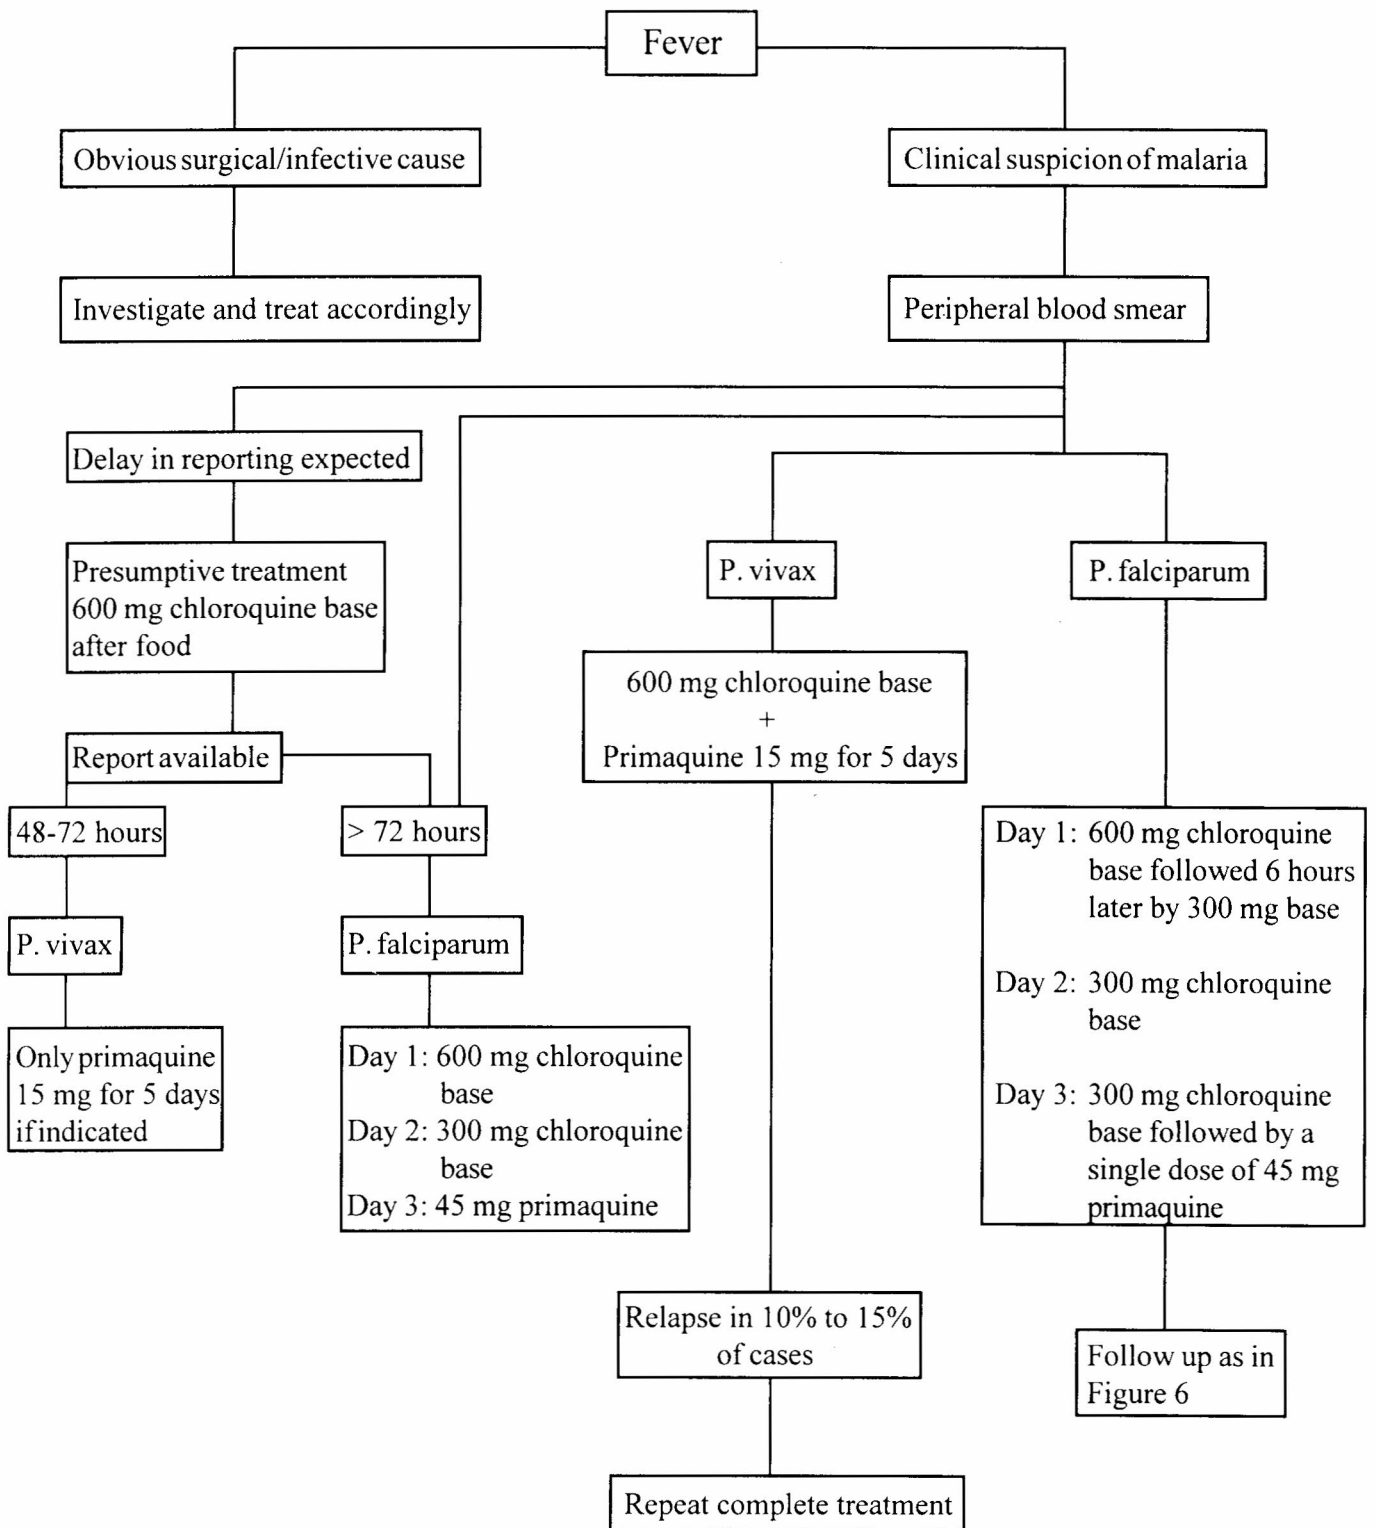 Fever
Obvious surgical/infective cause
Clinical suspicion of malaria
Investigate and treat accordingly
Peripheral blood smear
Delay in reporting expected
Presumptive treatment
600 mg chloroquine base
after food
P. vivax
P. falciparum
600 mg chloroquine base
+
Primaquine 15 mg for 5 days
Report available
48-72 hours
> 72 hours
P. vivax
P. falciparum
Only primaquine
15 mg for 5 days
if indicated
Day 1: 600 mg chloroquine
base
Day 2: 300 mg chloroquine
base
Day 3: 45 mg primaquine
Day 1: 600 mg chloroquine
base followed 6 hours
later by 300 mg base
Day 2: 300 mg chloroquine
base
Day 3: 300 mg chloroquine
base followed by a
single dose of 45 mg
primaquine
Relapse in 10% to 15%
of cases
Follow up as in
Figure 6
Repeat complete treatment